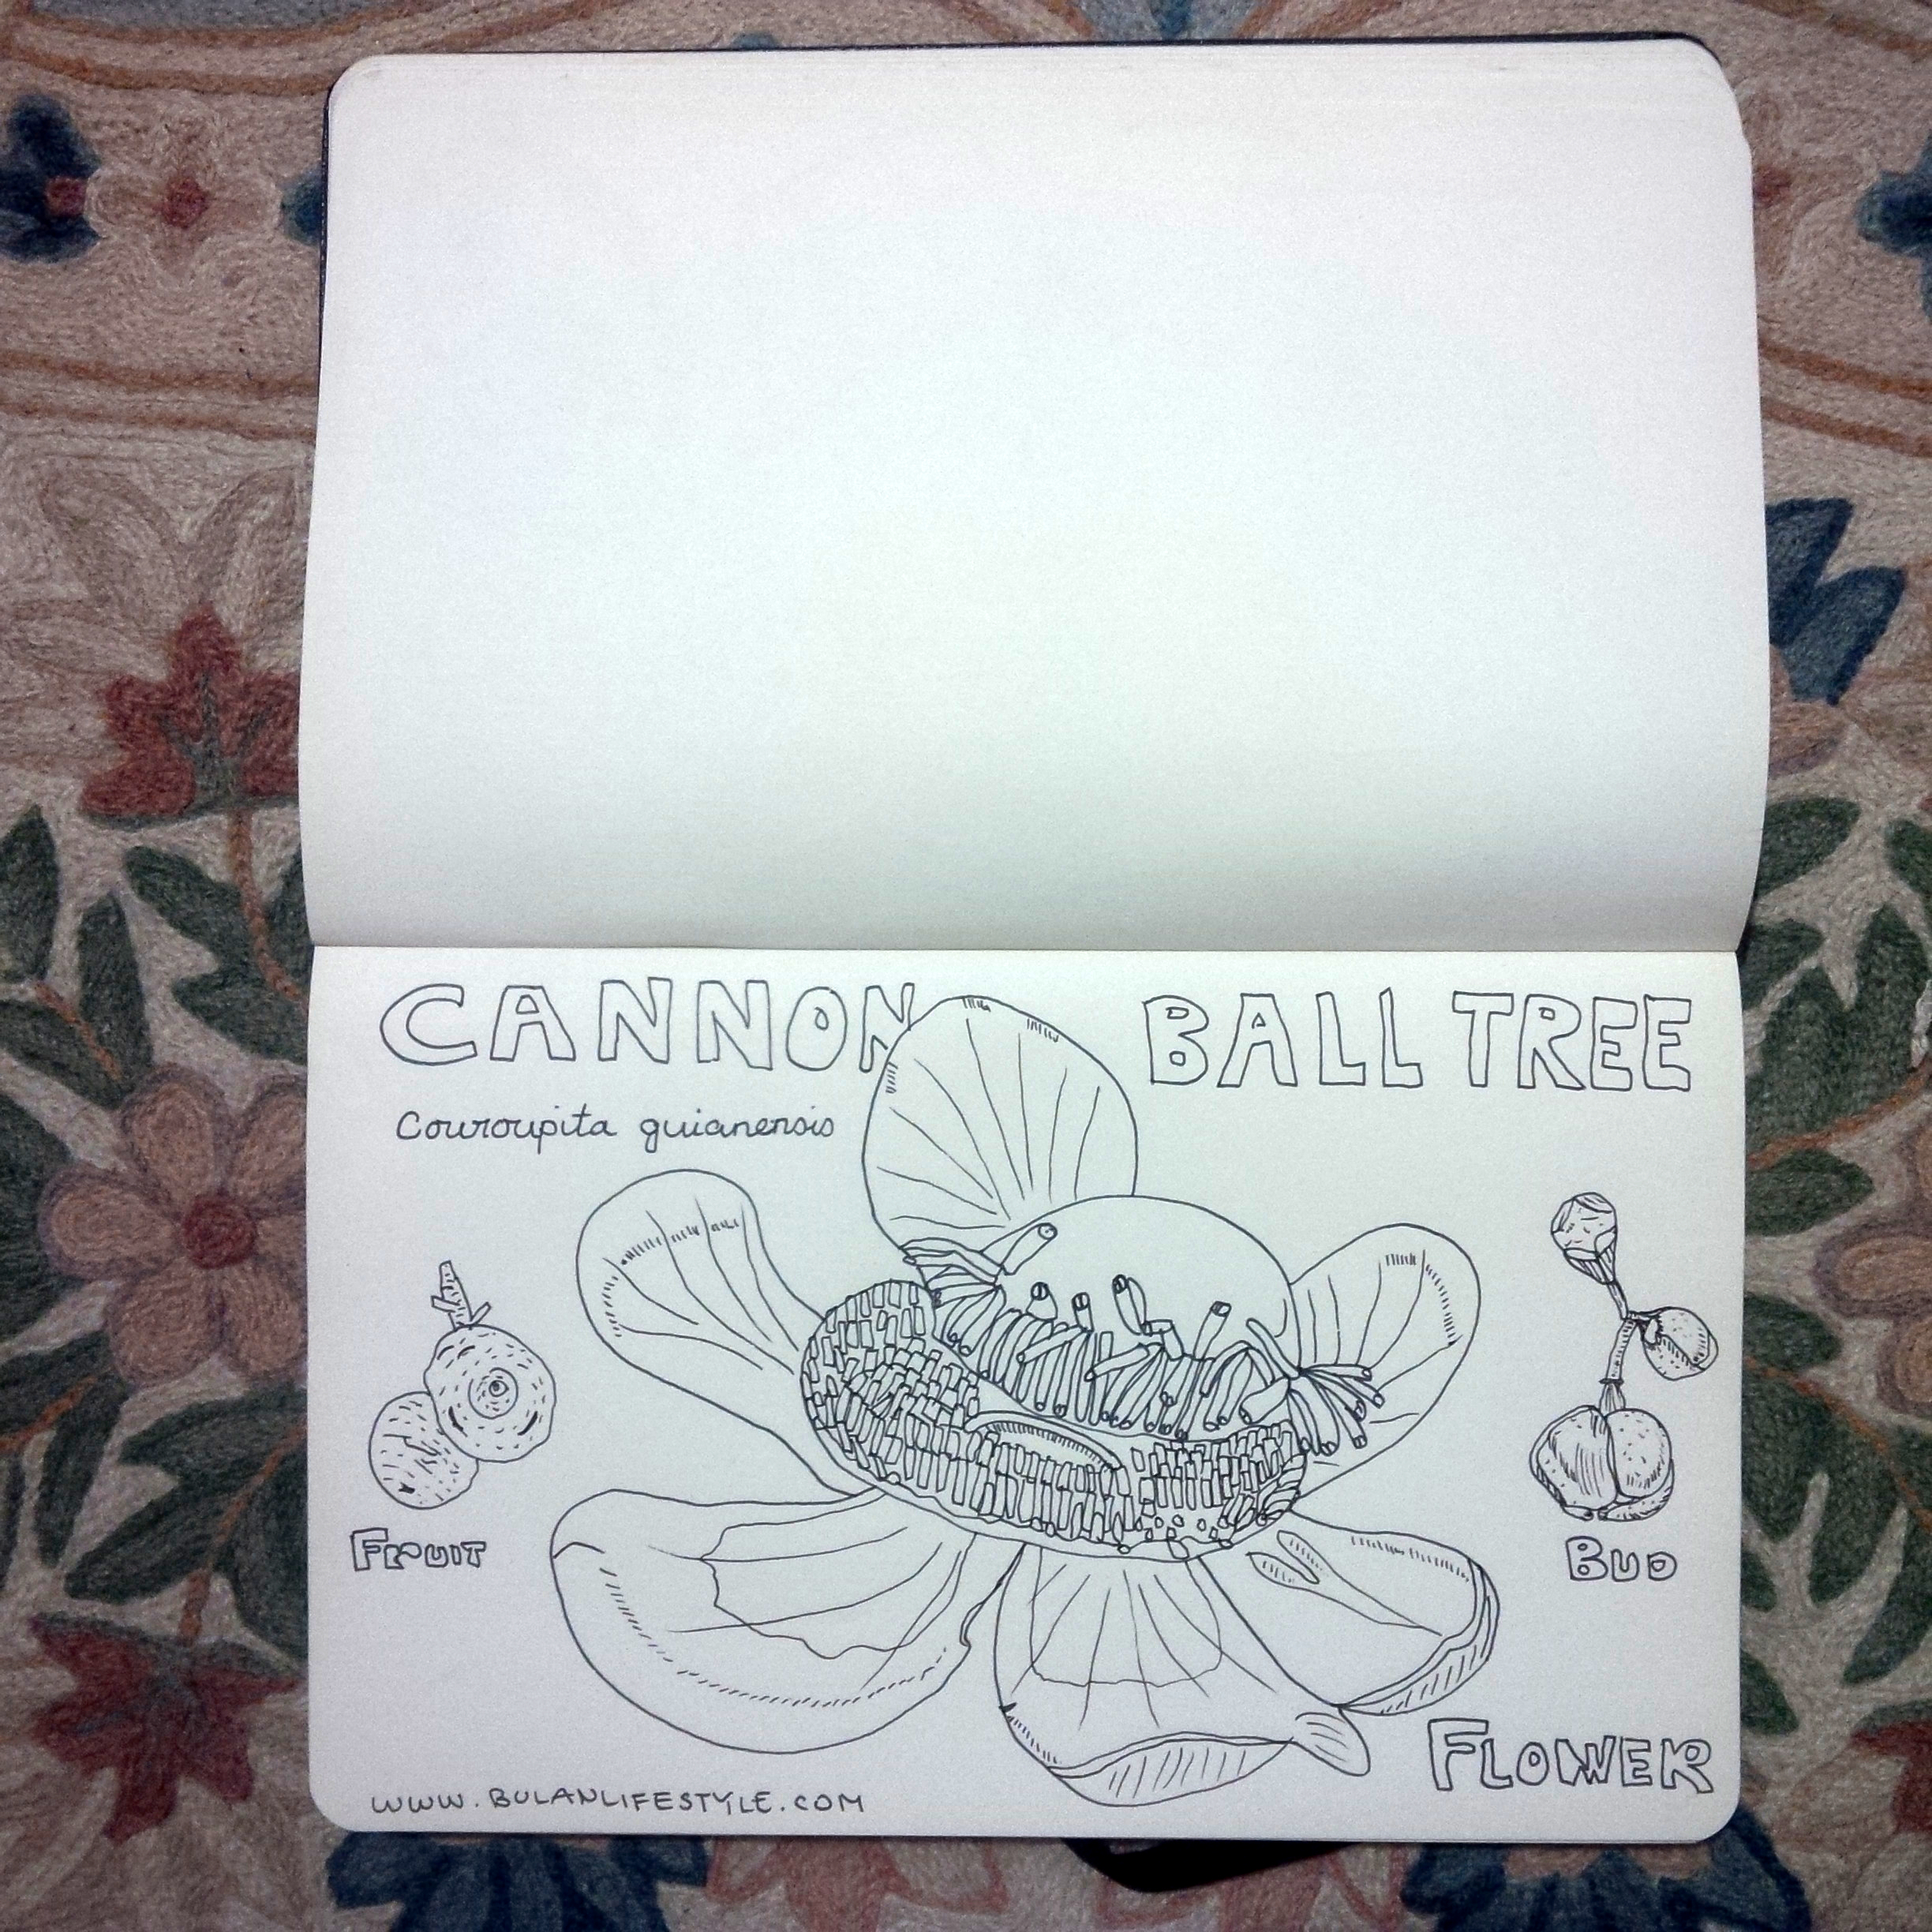 CANNON BALL TREE
Couroupita guianensis
FRUIT
BUD
FLOWER
WWW.BULANLIFESTYLE.COM